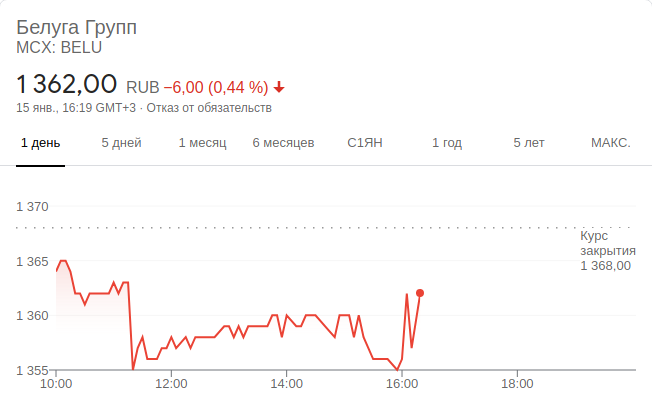 Белуга Групп
MCX: BELU
1 362,00 RUB −6,00 (0,44 %)
15 янв., 16:19 GMT+3 · Отказ от обязательств
1 день 5 дней 1 месяц 6 месяцев С1ЯН 1 год 5 лет МАКС.
1 370
Курс
закрытия
1 368,00
1 365
1 360
1 355
10:00 12:00 14:00 16:00 18:00